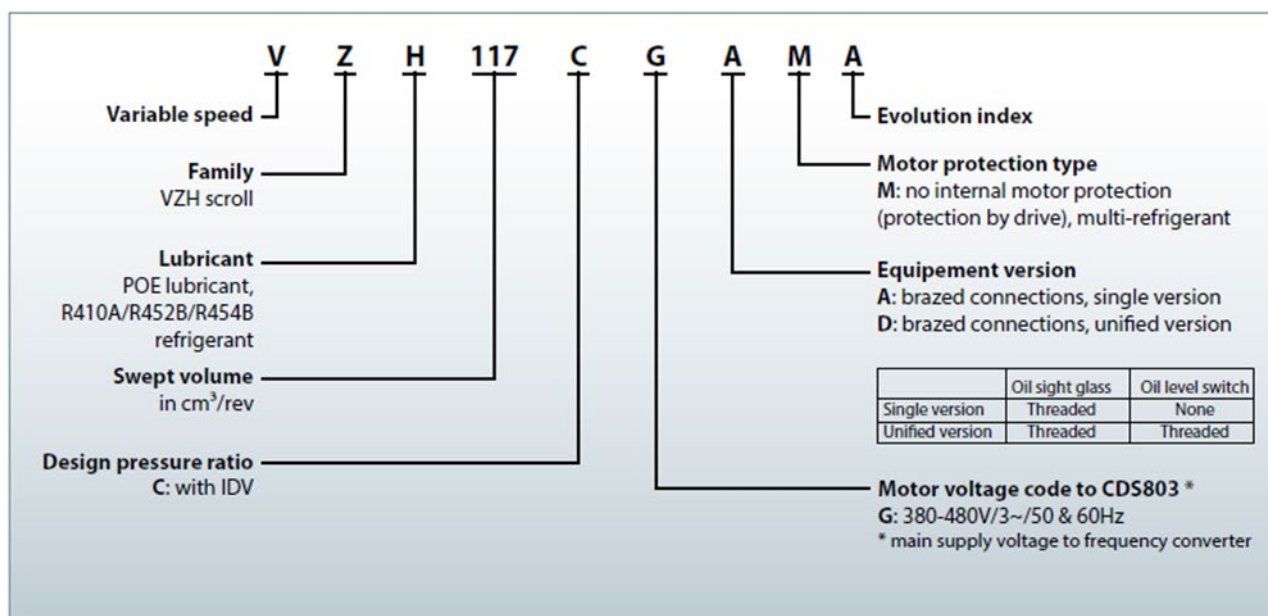 V Z H 117 C G A M A
Variable speed
Family
VZH scroll
Lubricant
POE lubricant,
R410A/R452B/R454B
refrigerant
Swept volume
in cm³/rev
Design pressure ratio
C: with IDV
Evolution index
Motor protection type
M: no internal motor protection
(protection by drive), multi-refrigerant
Equipement version
A: brazed connections, single version
D: brazed connections, unified version
Oil sight glass Oil level switch
Single version Threaded None
Unified version Threaded Threaded
Motor voltage code to CDS803 *
G: 380-480V/3~/50 & 60Hz
* main supply voltage to frequency converter